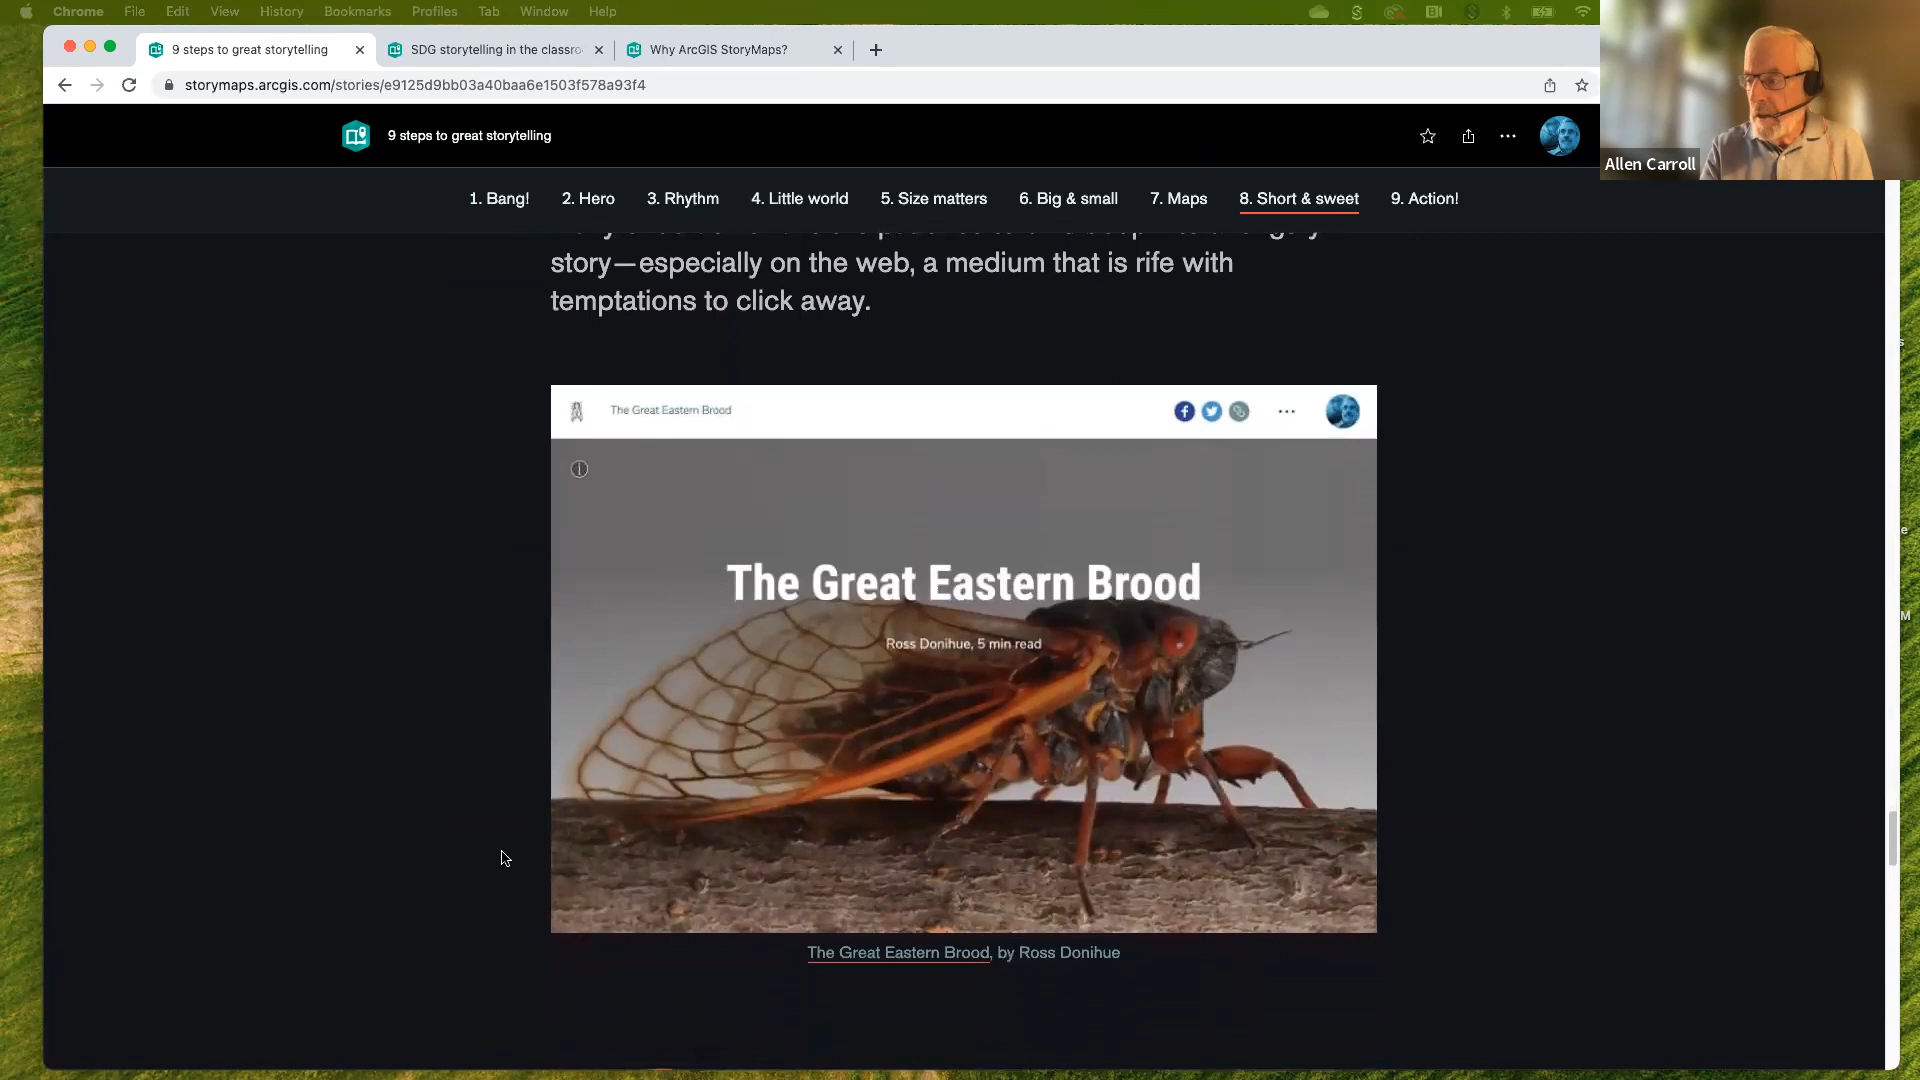 Chrome File Edit View History Bookmarks Profiles Tab Window Help
9 steps to great storytelling
SDG storytelling in the classro
Why ArcGIS StoryMaps?
storymaps.arcgis.com/stories/e9125d9bb03a40baa6e1503f578a93f4
Allen Carroll
9 steps to great storytelling
1. Bang! 2. Hero 3. Rhythm 4. Little world 5. Size matters 6. Big & small 7. Maps 8. Short & sweet 9. Action!
story—especially on the web, a medium that is rife with
temptations to click away.
The Great Eastern Brood
The Great Eastern Brood
Ross Donihue, 5 min read
The Great Eastern Brood, by Ross Donihue